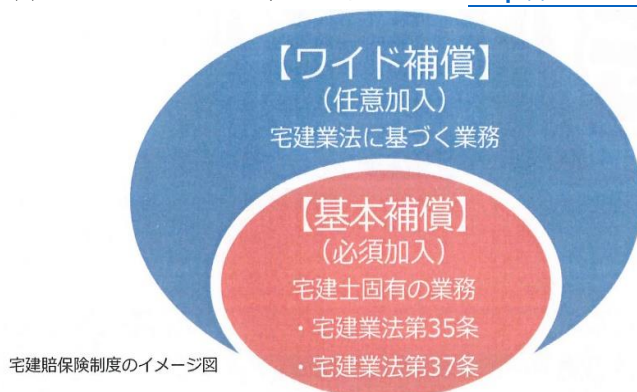 【ワイド補償】
（任意加入）
宅建業法に基づく業務
【基本補償】
（必須加入）
宅建士固有の業務
・宅建業法第35条
・宅建業法第37条
宅建賠保険制度のイメージ図